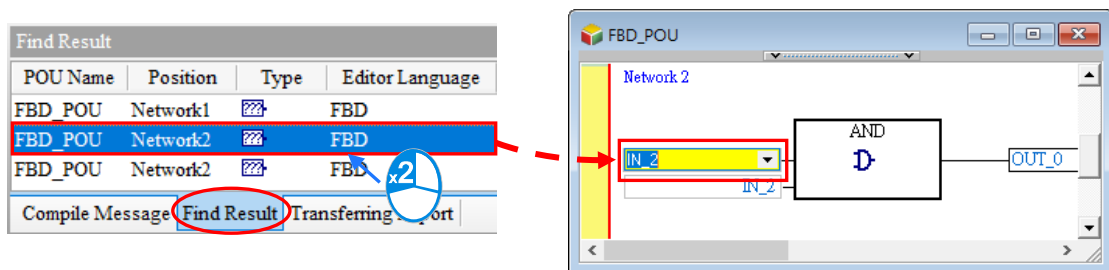 Find Result
POU Name Position Type Editor Language
FBD_POU Network1 ??? FBD
FBD_POU Network2 ??? FBD
FBD_POU Network2 ??? FBD
x2
Compile Message Find Result Transferring
FBD_POU
Network 2
AND
IN_2
OUT_0
IN_2